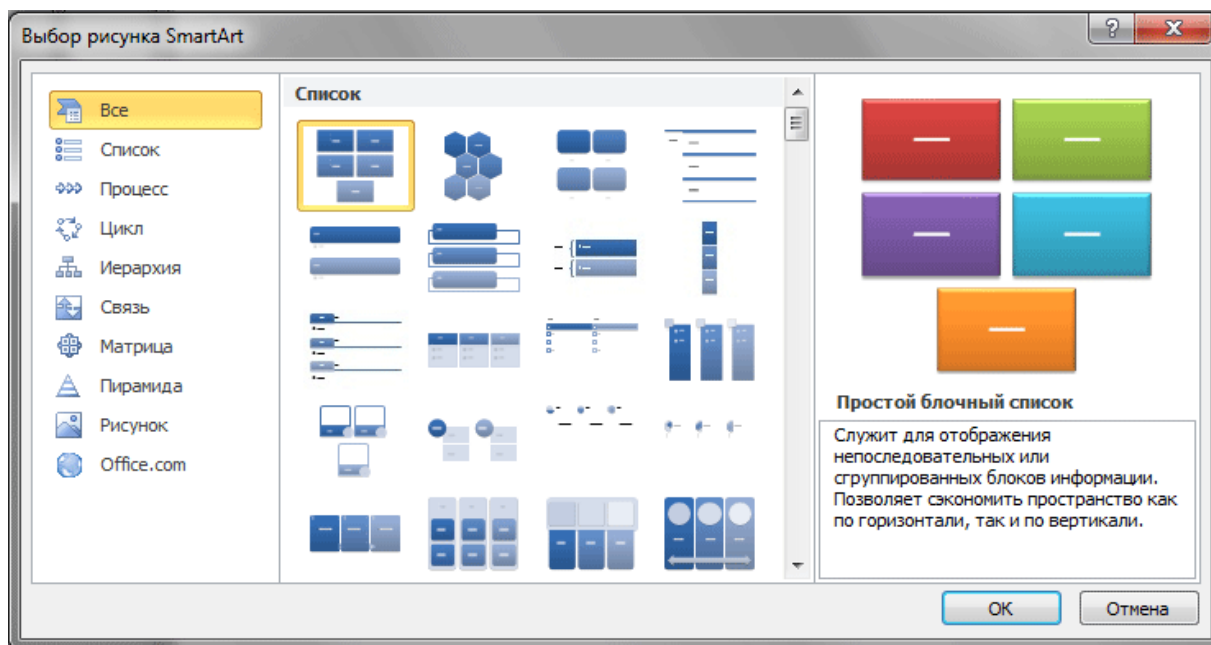 Выбор рисунка SmartArt
Все
Список
Процесс
Цикл
Иерархия
Связь
Матрица
Пирамида
Рисунок
Office.com
Список
Простой блочный список
Служит для отображения
непоследовательных или
сгруппированных блоков информации.
Позволяет сэкономить пространство как
по горизонтали, так и по вертикали.
ОК
Отмена